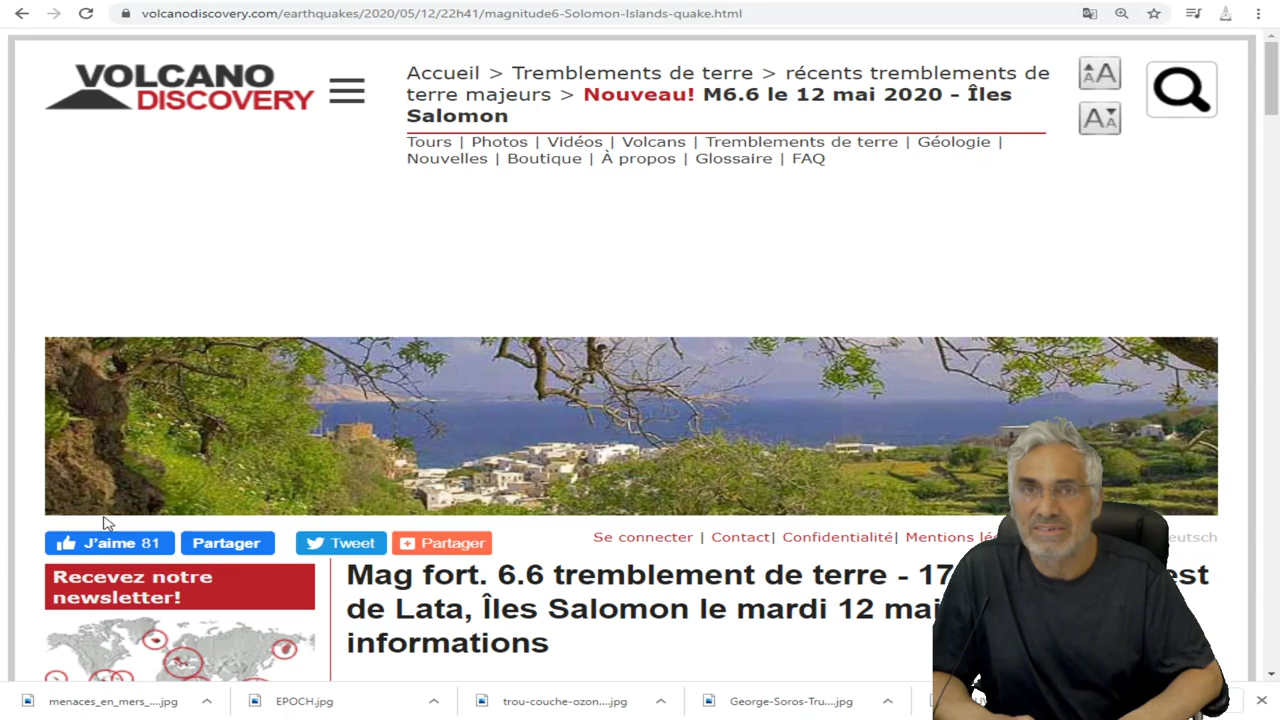 volcanodiscovery.com/earthquakes/2020/05/12/22h41/magnitude6-Solomon-Islands-quake.html
VOLCANO
DISCOVERY
Accueil > Tremblements de terre > récents tremblements de
terre majeurs > Nouveau! M6.6 le 12 mai 2020 - Îles
Salomon
Tours | Photos | Vidéos | Volcans | Tremblements de terre | Géologie |
Nouvelles | Boutique | À propos | Glossaire | FAQ
AA
AA
J'aime 81 Partager Tweet Partager
Se connecter | Contact| Confidentialité| Mentions eutsch
Recevez notre
newsletter!
Mag fort. 6.6 tremblement de terre - 17 est
de Lata, Îles Salomon le mardi 12 mai
informations
menaces_en_mers_....jpg EPOCH.jpg trou-couche-ozon....jpg George-Soros-Tru....jpg